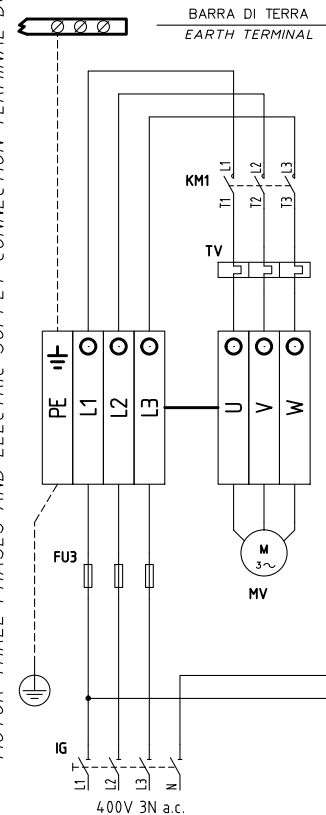 BARRA DI TERRA
EARTH TERMINAL
L1 L2 L3
KM1
T1 T2 T3
TV
PE L1 L2 L3 U V W
FU3
M
3~
MV
IG
L1 L2 L3 N
400V 3N a.c.